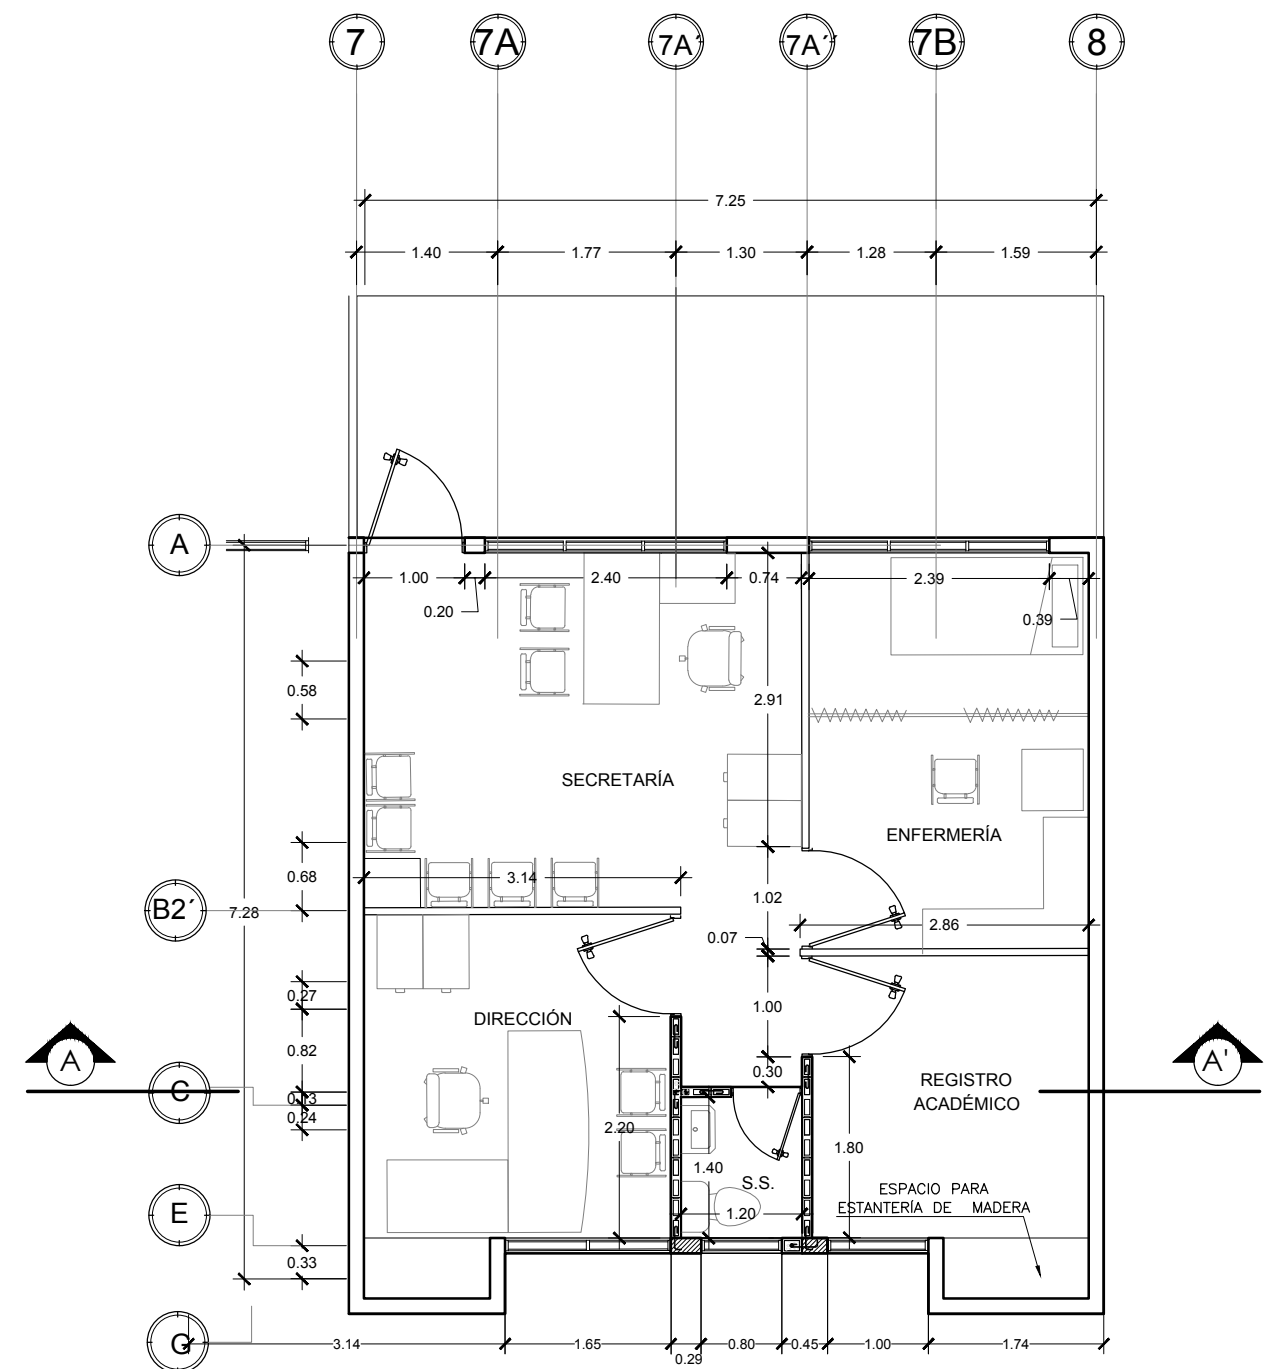 7 7A 7A´ 7A´´ 7B 8
7.25
1.40 1.77 1.30 1.28 1.59
A
1.00 2.40 0.74 2.39
0.20 0.39
0.58
2.91
SECRETARÍA
ENFERMERÍA
0.68 3.14
1.02
B2´ 7.28 2.86
0.07
0.27 1.00
DIRECCIÓN
0.82
A A'
0.30
REGISTRO
ACADÉMICO
C
0.13
0.24 2.20
1.80
1.40
S.S.
ESPACIO PARA
ESTANTERÍA DE MADERA
E 1.20
0.33
G 3.14 1.65 0.29 0.80 0.45 1.00 1.74